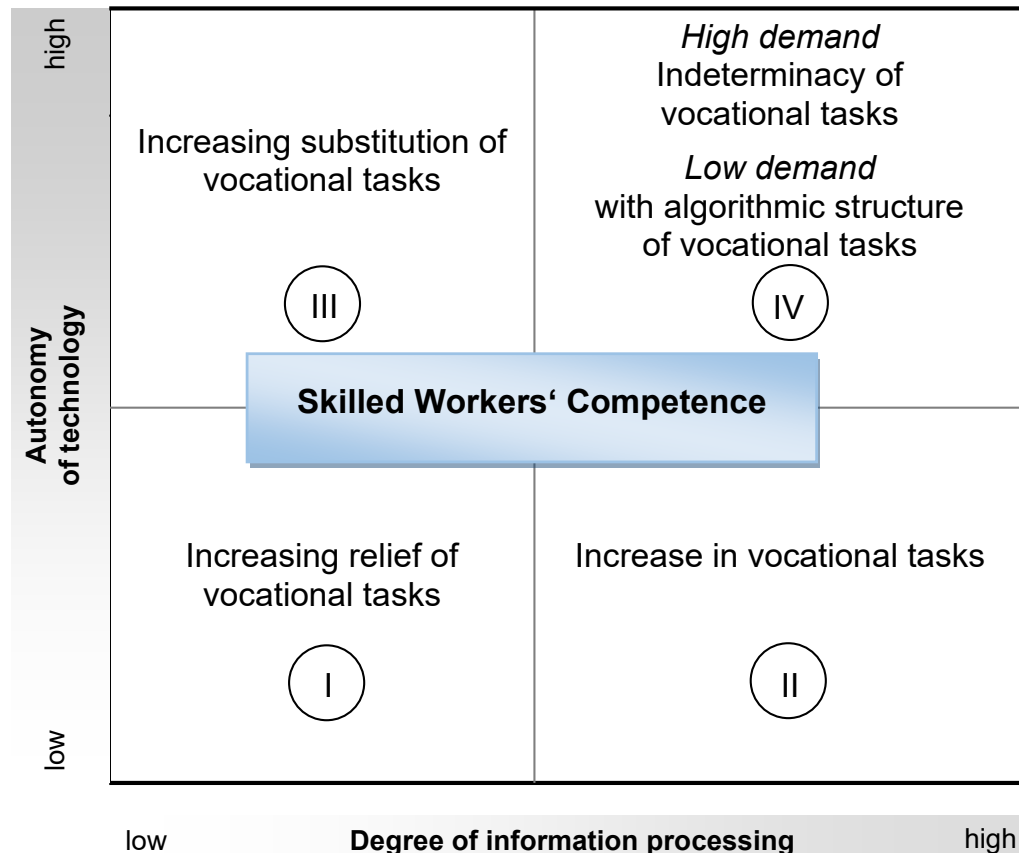 high
Autonomy
of technology
low
Increasing substitution of
vocational tasks
III
High demand
Indeterminacy of
vocational tasks
Low demand
with algorithmic structure
of vocational tasks
IV
Skilled Workers‘ Competence
Increasing relief of
vocational tasks
I
Increase in vocational tasks
II
low
Degree of information processing
high